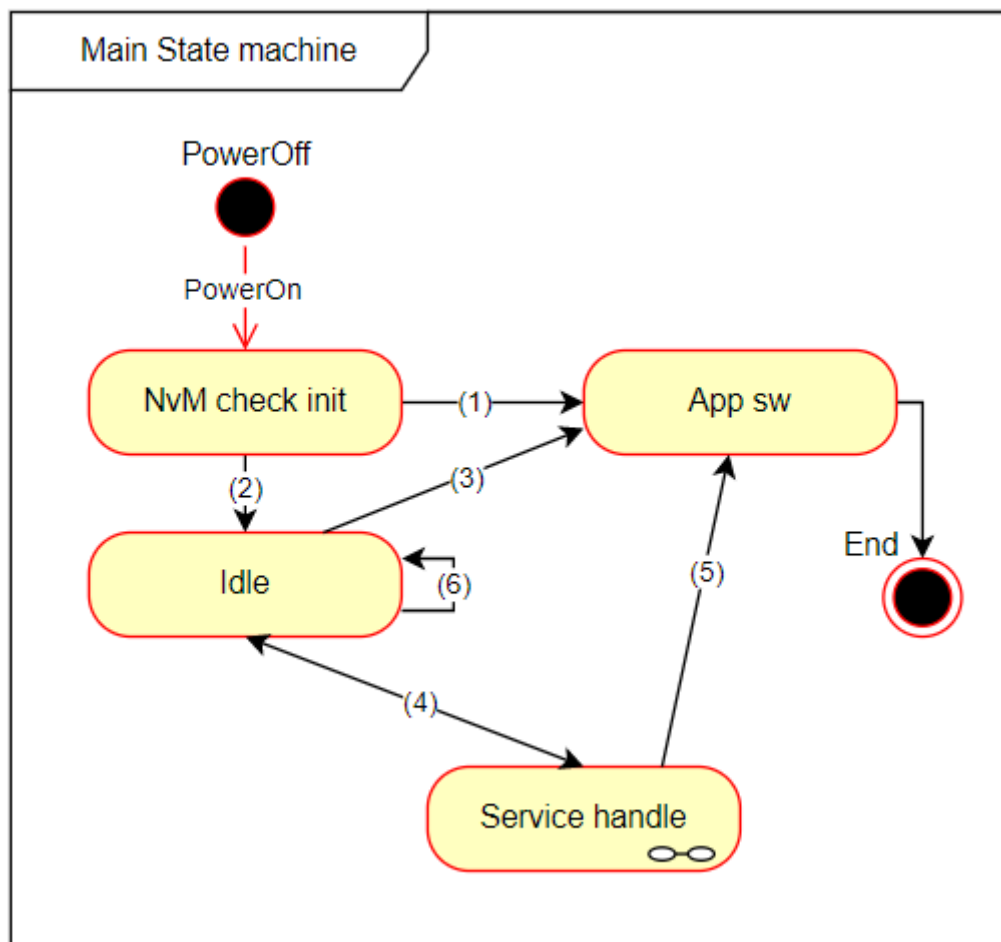 Main State machine
PowerOff
PowerOn
NvM check init
(1)
App sw
(2)
(3)
Idle
(6)
End
(5)
(4)
Service handle